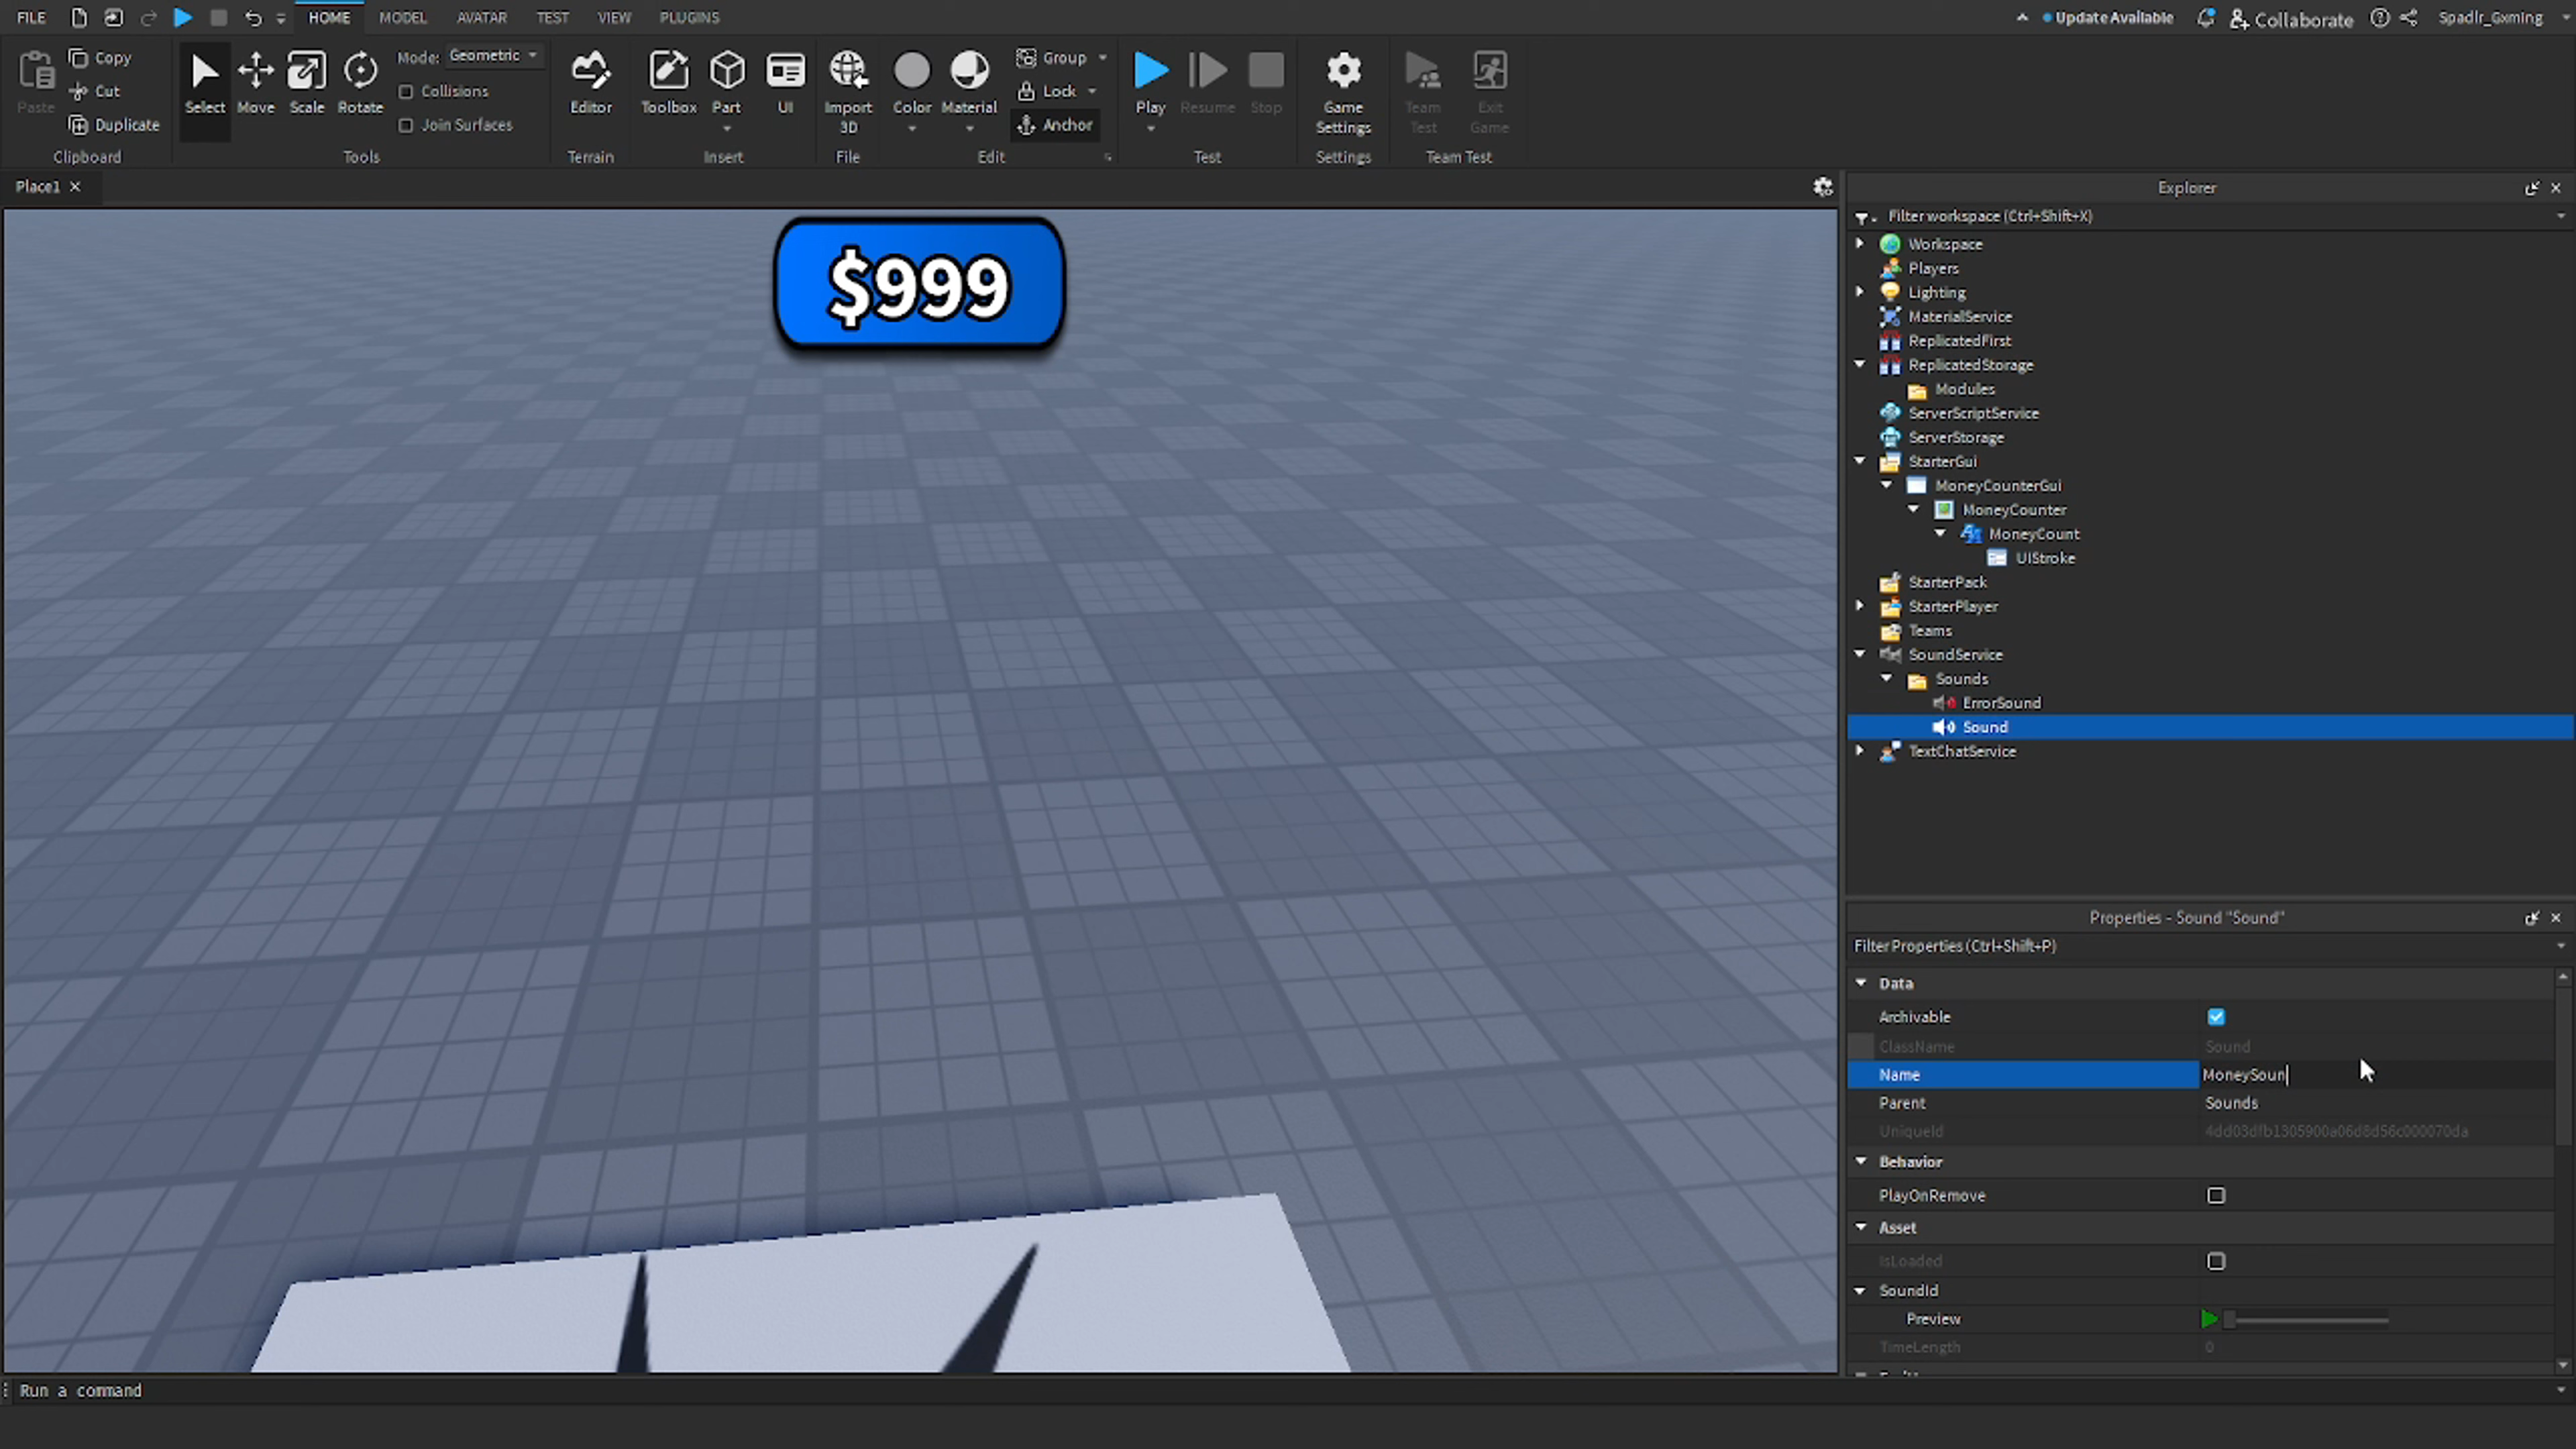 FILE HOME MODEL AVATAR TEST VIEW PLUGINS Update Available Collaborate Spadlr_Gxming
Paste Copy Cut Duplicate Clipboard
Select Move Scale Rotate Mode: Geometric Collisions Join Surfaces Tools
Editor Terrain
Toolbox Part UI Insert
Import 3D File
Color Material Group Lock Anchor Edit
Play Resume Stop Test
Game Settings Settings
Team Test Exit Game Team Test
Place1
$999
Explorer
Filter workspace (Ctrl+Shift+X)
Workspace
Players
Lighting
MaterialService
ReplicatedFirst
ReplicatedStorage
Modules
ServerScriptService
ServerStorage
StarterGui
MoneyCounterGui
MoneyCounter
MoneyCount
UIStroke
StarterPack
StarterPlayer
Teams
SoundService
Sounds
ErrorSound
Sound
TextChatService
Properties - Sound "Sound"
Filter Properties (Ctrl+Shift+P)
Data
Archivable
ClassName Sound
Name MoneySoun
Parent Sounds
UniqueId 4dd03dfb1305900a06d8d56c000070da
Behavior
PlayOnRemove
Asset
IsLoaded
SoundId
Preview
TimeLength 0
Run a command